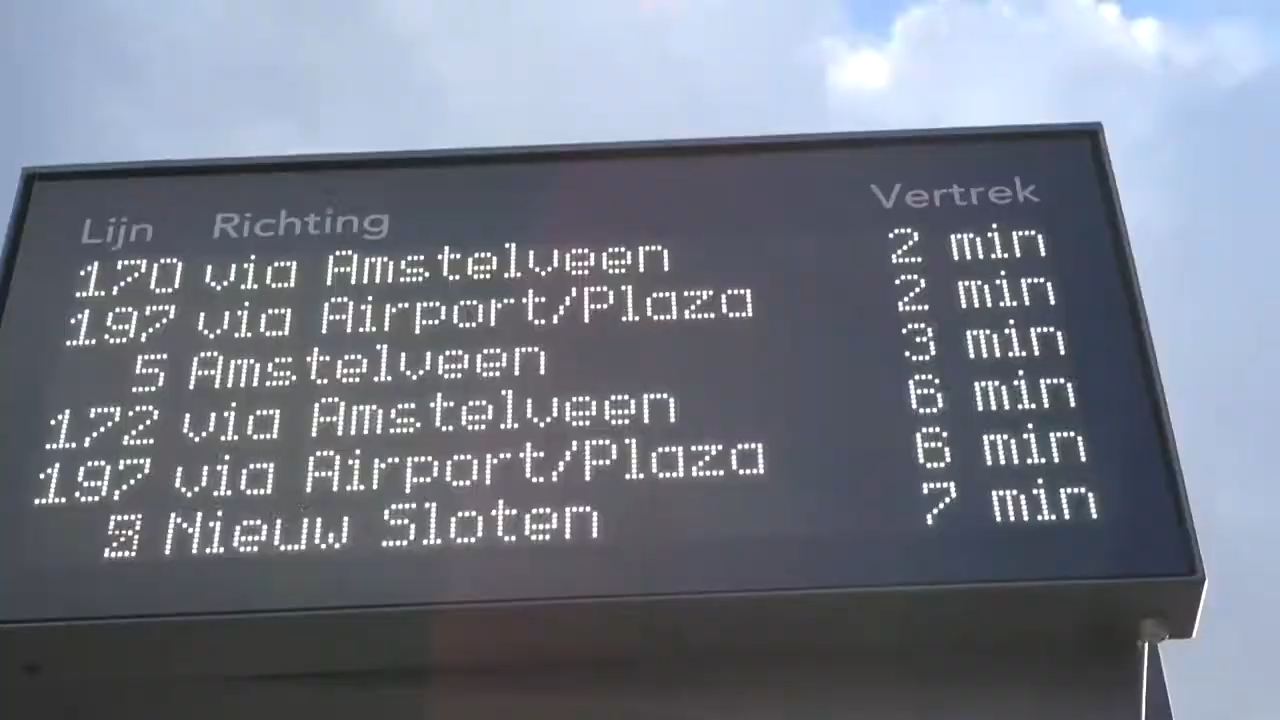 Lijn Richting Vertrek
170 via Amstelveen 2 min
197 via Airport/Plaza 2 min
5 Amstelveen 3 min
172 via Amstelveen 6 min
197 via Airport/Plaza 6 min
Nieuw Sloten 7 min